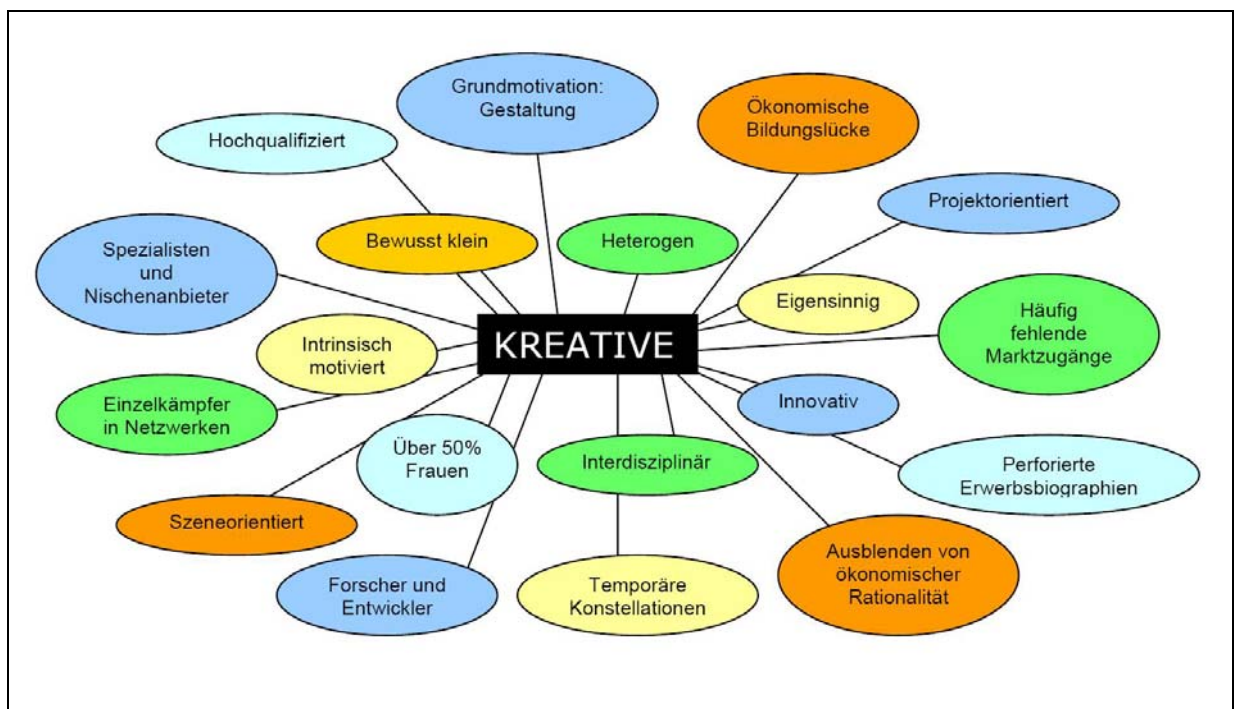 Grundmotivation:
Gestaltung
Ökonomische
Bildungslücke
Hochqualifiziert
Projektorientiert
Bewusst klein
Heterogen
Spezialisten
und
Nischenanbieter
Eigensinnig
Häufig
fehlende
Marktzugänge
KREATIVE
Intrinsisch
motiviert
Einzelkämpfer
in Netzwerken
Innovativ
Über 50%
Frauen
Interdisziplinär
Perforierte
Erwerbsbiographien
Szeneorientiert
Ausblenden von
ökonomischer
Rationalität
Forscher und
Entwickler
Temporäre
Konstellationen